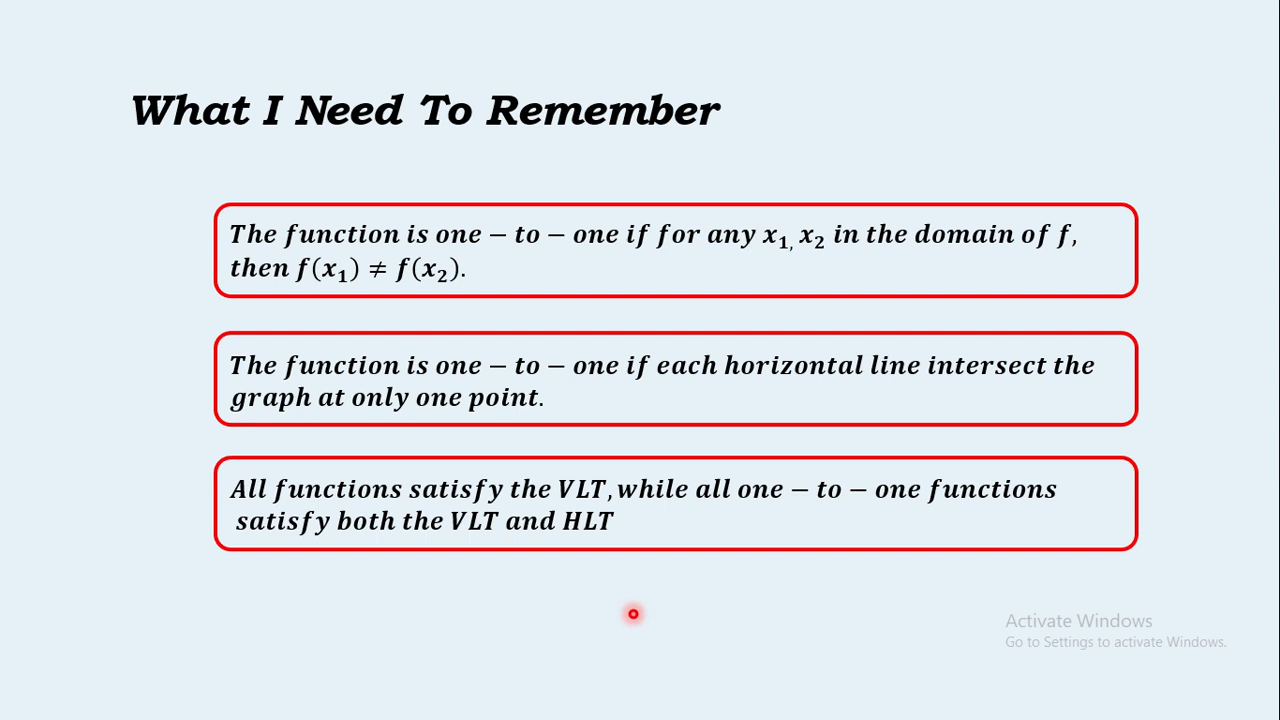 What I Need To Remember
The function is one − to − one if for any x₁, x₂ in the domain of f,
then f(x₁) ≠ f(x₂).
The function is one − to − one if each horizontal line intersect the
graph at only one point.
All functions satisfy the VLT, while all one − to − one functions
satisfy both the VLT and HLT
Activate Windows
Go to Settings to activate Windows.